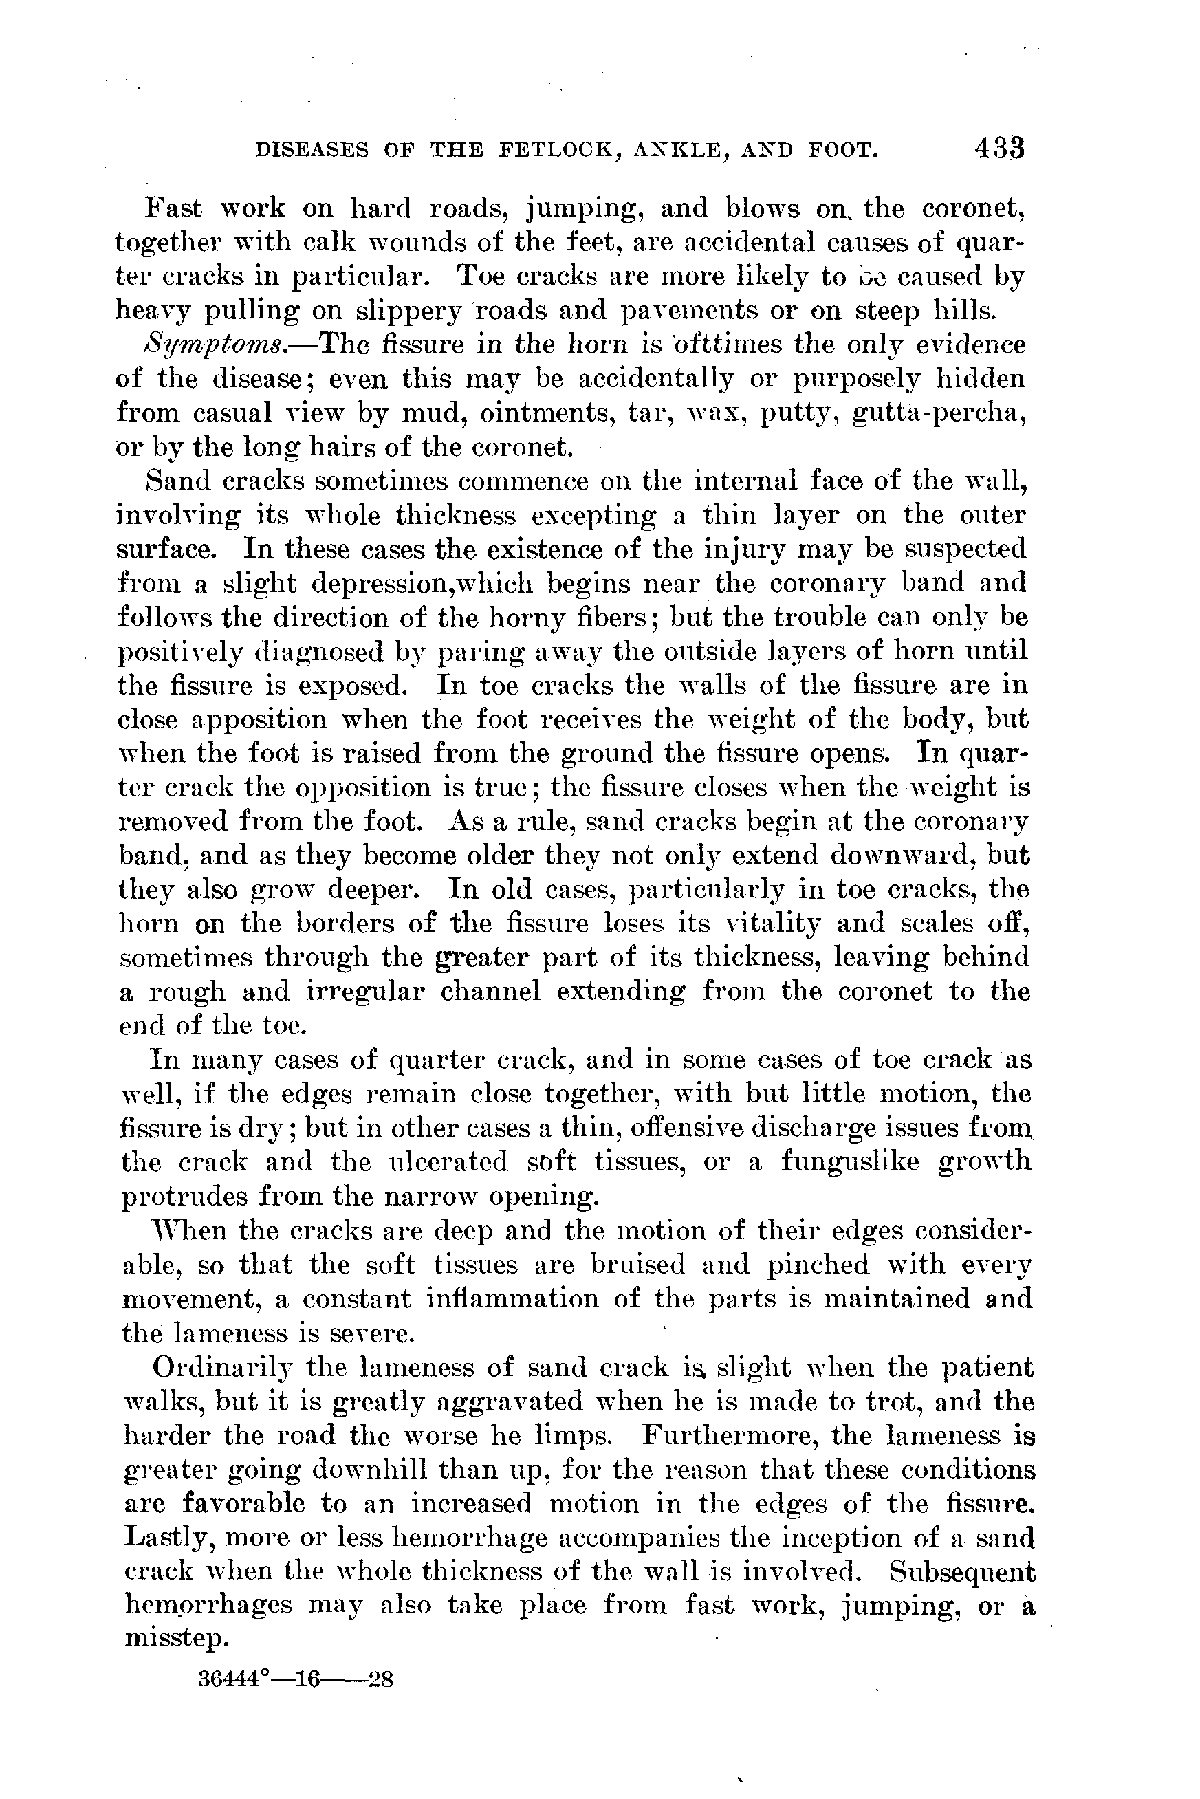 DISEASES OF THE FETLOCK, ANKLE, AND FOOT. 433
Fast work on hard roads, jumping, and blows on the coronet,
together with calk wounds of the feet, are accidental causes of quar-
ter cracks in particular. Toe cracks are more likely to be caused by
heavy pulling on slippery roads and pavements or on steep hills.
Symptoms.—The fissure in the horn is ofttimes the only evidence
of the disease; even this may be accidentally or purposely hidden
from casual view by mud, ointments, tar, wax, putty, gutta-percha,
or by the long hairs of the coronet.
Sand cracks sometimes commence on the internal face of the wall,
involving its whole thickness excepting a thin layer on the outer
surface. In these cases the existence of the injury may be suspected
from a slight depression,which begins near the coronary band and
follows the direction of the horny fibers; but the trouble can only be
positively diagnosed by paring away the outside layers of horn until
the fissure is exposed. In toe cracks the walls of the fissure are in
close apposition when the foot receives the weight of the body, but
when the foot is raised from the ground the fissure opens. In quar-
ter crack the opposition is true; the fissure closes when the weight is
removed from the foot. As a rule, sand cracks begin at the coronary
band, and as they become older they not only extend downward, but
they also grow deeper. In old cases, particularly in toe cracks, the
horn on the borders of the fissure loses its vitality and scales off,
sometimes through the greater part of its thickness, leaving behind
a rough and irregular channel extending from the coronet to the
end of the toe.
In many cases of quarter crack, and in some cases of toe crack as
well, if the edges remain close together, with but little motion, the
fissure is dry; but in other cases a thin, offensive discharge issues from
the crack and the ulcerated soft tissues, or a funguslike growth
protrudes from the narrow opening.
When the cracks are deep and the motion of their edges consider-
able, so that the soft tissues are bruised and pinched with every
movement, a constant inflammation of the parts is maintained and
the lameness is severe.
Ordinarily the lameness of sand crack is slight when the patient
walks, but it is greatly aggravated when he is made to trot, and the
harder the road the worse he limps. Furthermore, the lameness is
greater going downhill than up, for the reason that these conditions
are favorable to an increased motion in the edges of the fissure.
Lastly, more or less hemorrhage accompanies the inception of a sand
crack when the whole thickness of the wall is involved. Subsequent
hemorrhages may also take place from fast work, jumping, or a
misstep.
36444°—16——28